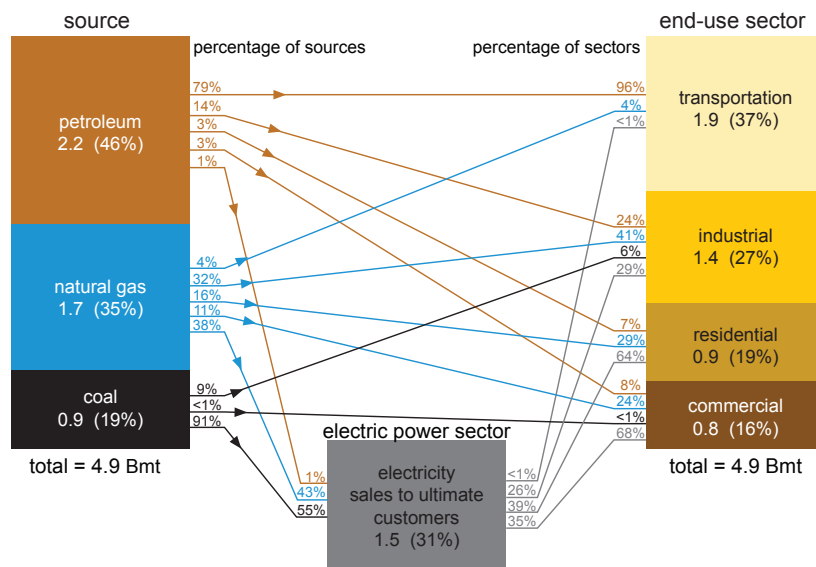 source
end-use sector
percentage of sources
percentage of sectors
petroleum
2.2 (46%)
79%
14%
3%
3%
1%
natural gas
1.7 (35%)
4%
32%
16%
11%
38%
coal
0.9 (19%)
9%
<1%
91%
total = 4.9 Bmt
electric power sector
electricity
sales to ultimate
customers
1.5 (31%)
1%
43%
55%
<1%
26%
39%
35%
96%
4%
<1%
transportation
1.9 (37%)
24%
41%
6%
29%
industrial
1.4 (27%)
7%
29%
64%
residential
0.9 (19%)
8%
24%
<1%
68%
commercial
0.8 (16%)
total = 4.9 Bmt